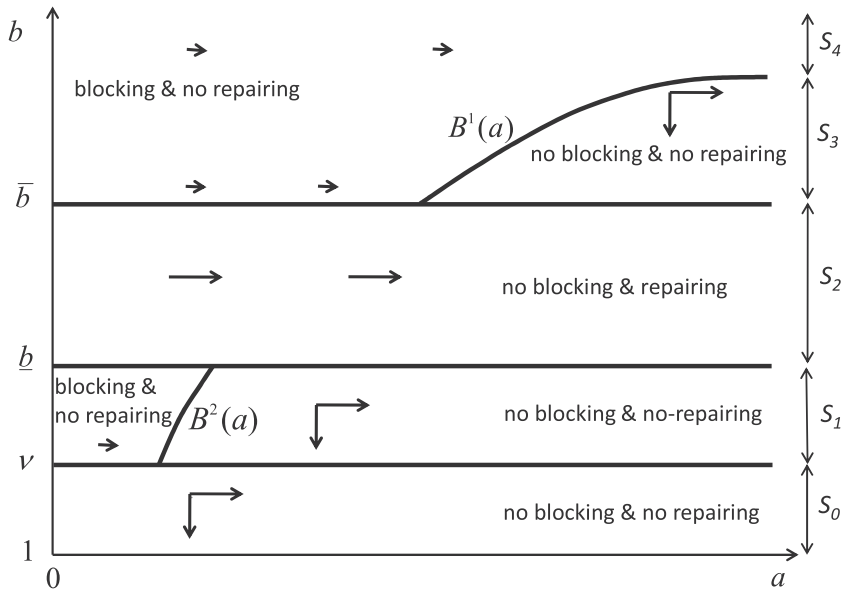 b
S₄
blocking & no repairing
B¹(a)
S₃
no blocking & no repairing
b̅
S₂
no blocking & repairing
b̲
blocking &
no repairing
B²(a)
no blocking & no-repairing
S₁
ν
no blocking & no repairing
S₀
1
0
a